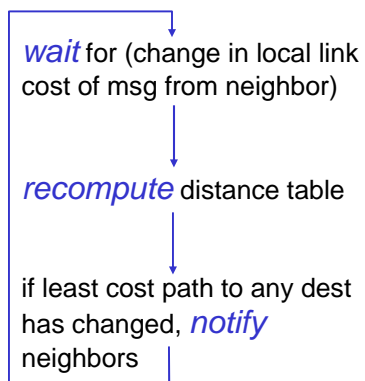 wait for (change in local link
cost of msg from neighbor)
recompute distance table
if least cost path to any dest
has changed, notify
neighbors